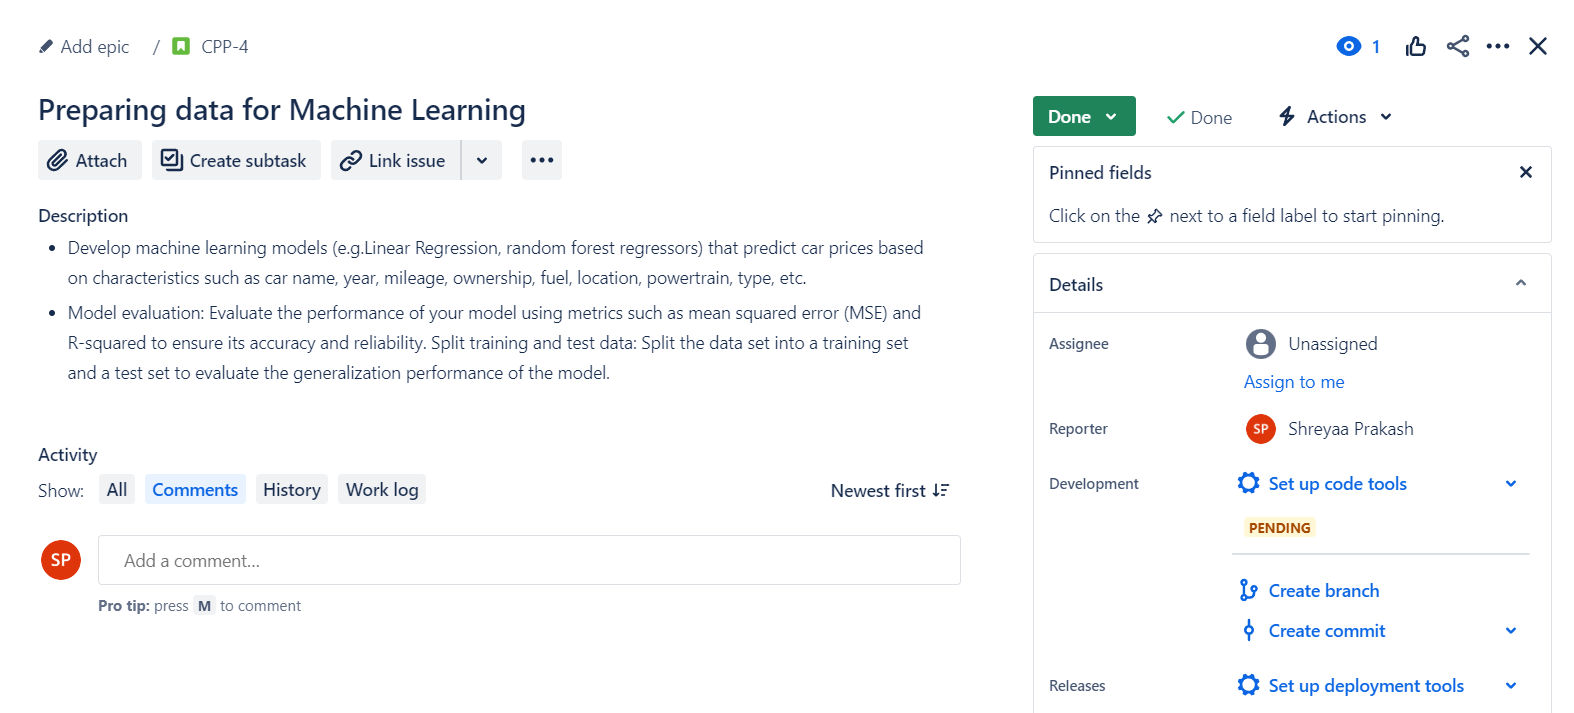 Add epic / CPP-4
1
Preparing data for Machine Learning
Attach Create subtask Link issue
Description
• Develop machine learning models (e.g.Linear Regression, random forest regressors) that predict car prices based
on characteristics such as car name, year, mileage, ownership, fuel, location, powertrain, type, etc.
• Model evaluation: Evaluate the performance of your model using metrics such as mean squared error (MSE) and
R-squared to ensure its accuracy and reliability. Split training and test data: Split the data set into a training set
and a test set to evaluate the generalization performance of the model.
Activity
Show: All Comments History Work log Newest first
SP Add a comment...
Pro tip: press M to comment
Done Done Actions
Pinned fields
Click on the next to a field label to start pinning.
Details
Assignee Unassigned
Assign to me
Reporter SP Shreyaa Prakash
Development Set up code tools
PENDING
Create branch
Create commit
Releases Set up deployment tools